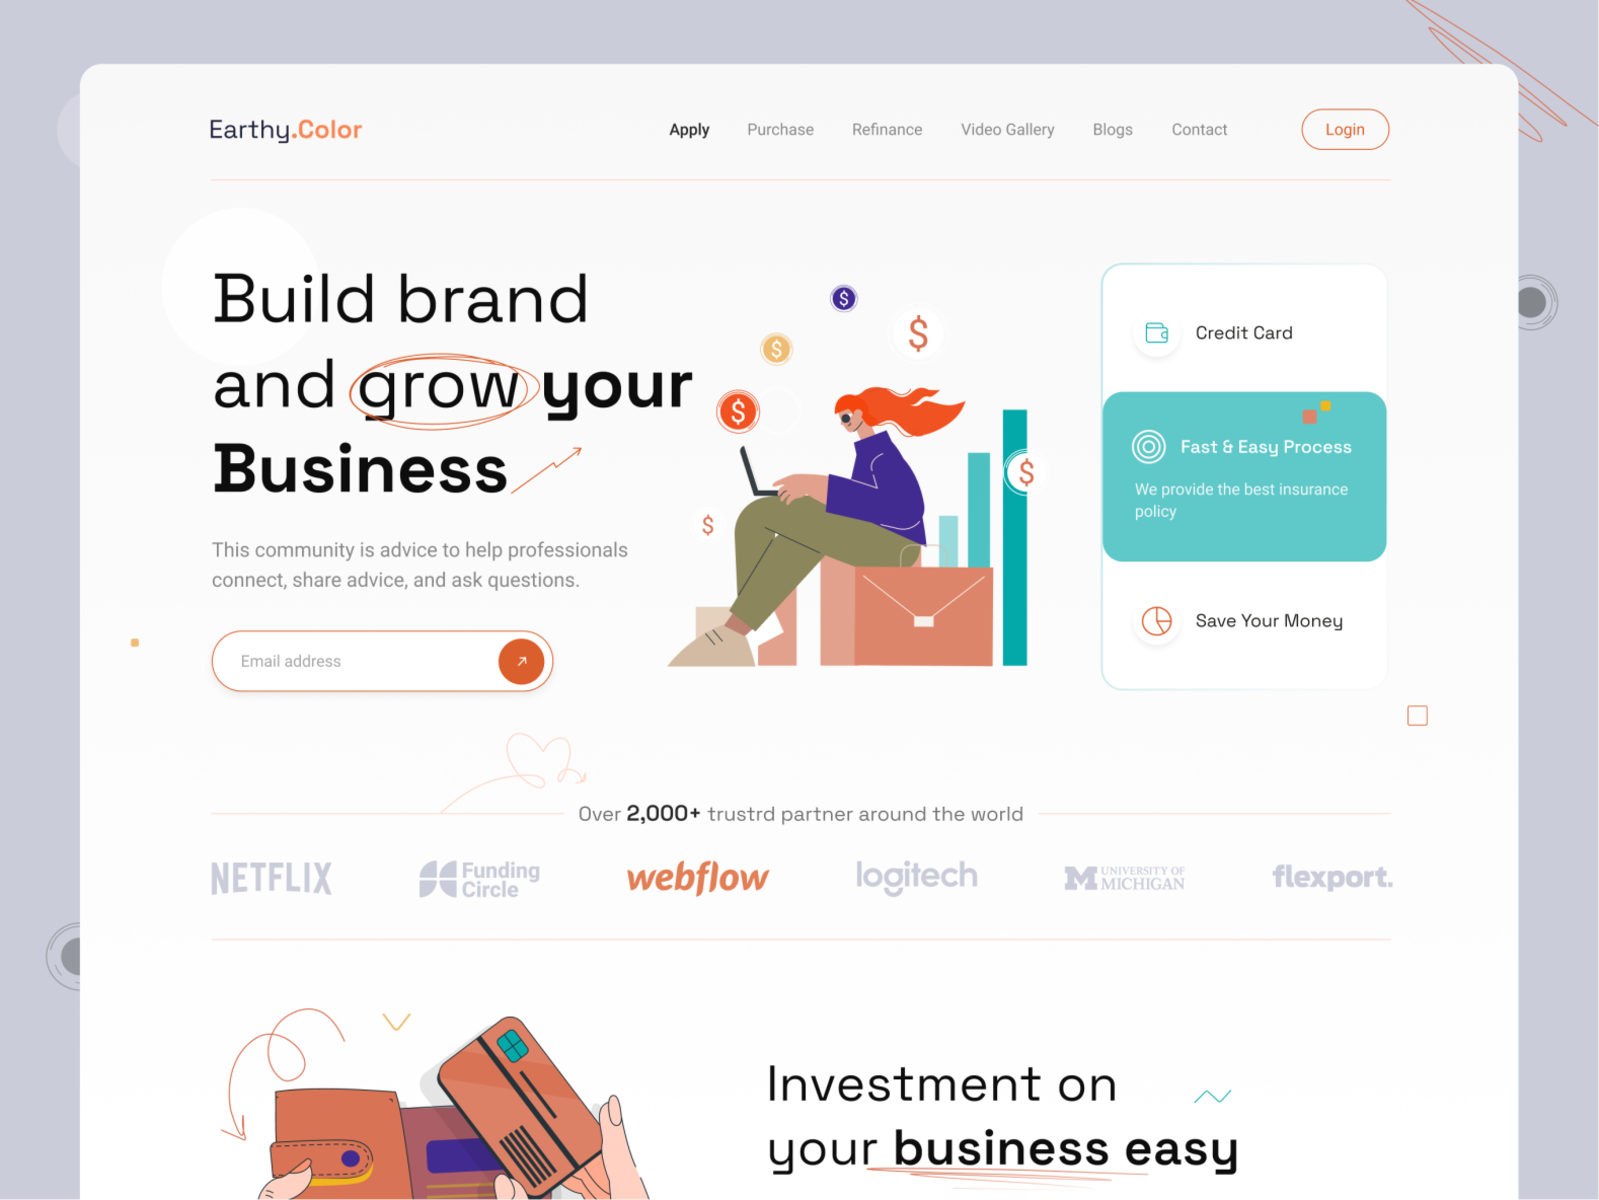 Earthy.Color
Apply
Purchase
Refinance
Video Gallery
Blogs
Contact
Login
Build brand
and grow your
Business
This community is advice to help professionals
connect, share advice, and ask questions.
Email address
$
$
$
$
$
$
Credit Card
Fast & Easy Process
We provide the best insurance
policy
Save Your Money
Over 2,000+ trustrd partner around the world
NETFLIX
Funding
Circle
webflow
logitech
M UNIVERSITY OF
MICHIGAN
flexport.
Investment on
your business easy